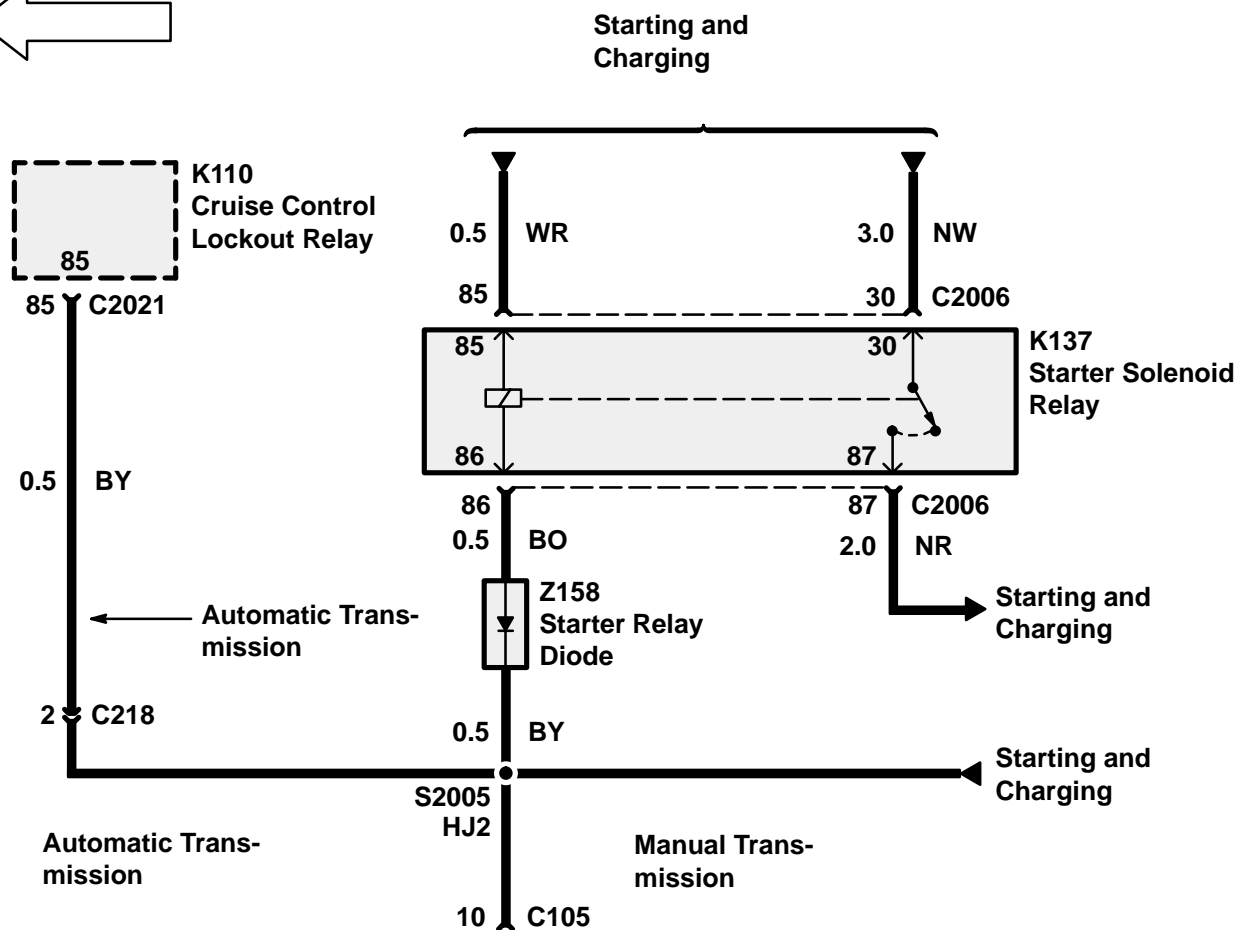 Starting and
Charging
K110
Cruise Control
Lockout Relay
85
85 C2021
0.5 WR
3.0 NW
85
30 C2006
85
30
K137
Starter Solenoid
Relay
86
87
0.5 BY
86
87 C2006
0.5 BO
2.0 NR
Z158
Starter Relay
Diode
Starting and
Charging
Automatic Trans-
mission
2 C218
0.5 BY
Starting and
Charging
S2005
HJ2
Automatic Trans-
mission
Manual Trans-
mission
10 C105